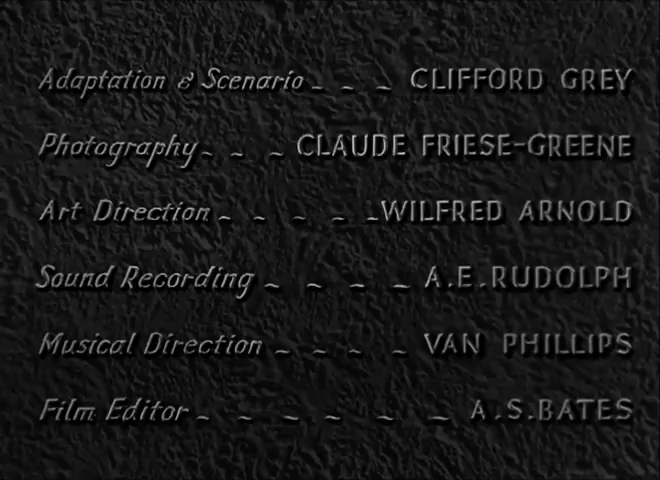 Adaptation & Scenario _ _ _ CLIFFORD GREY
Photography _ _ _ CLAUDE FRIESE-GREENE
Art Direction _ _ _ _ _ WILFRED ARNOLD
Sound Recording _ _ _ _ A.E.RUDOLPH
Musical Direction _ _ _ _ VAN PHILLIPS
Film Editor _ _ _ _ _ _ A.S.BATES